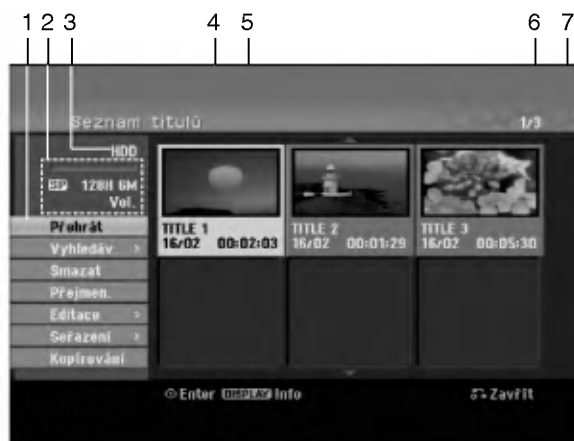 1 2 3 4 5 6 7
Seznam titulů
1/3
HDD
SEP 128H 6M
Vol.
Přehrát
Vyhledáv. >
Smazat
Přejmen.
Editace >
Seřazení >
Kopírování
TITLE 1
16/02 00:02:03
TITLE 2
16/02 00:01:29
TITLE 3
16/02 00:05:30
Enter DISPLAY Info
Zavřít